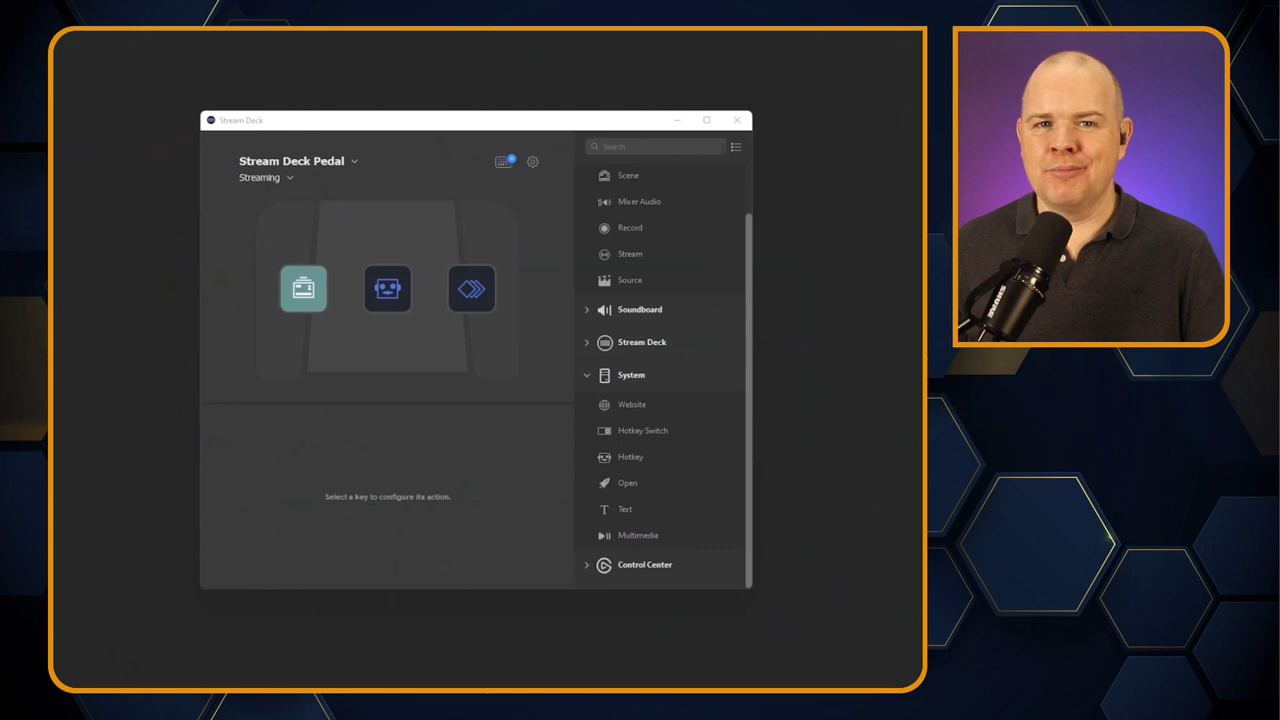 Stream Deck
Stream Deck Pedal
Streaming
Search
Scene
Mixer Audio
Record
Stream
Source
Soundboard
Stream Deck
System
Website
Hotkey Switch
Hotkey
Open
Text
Multimedia
Control Center
Select a key to configure its action.
SHURE